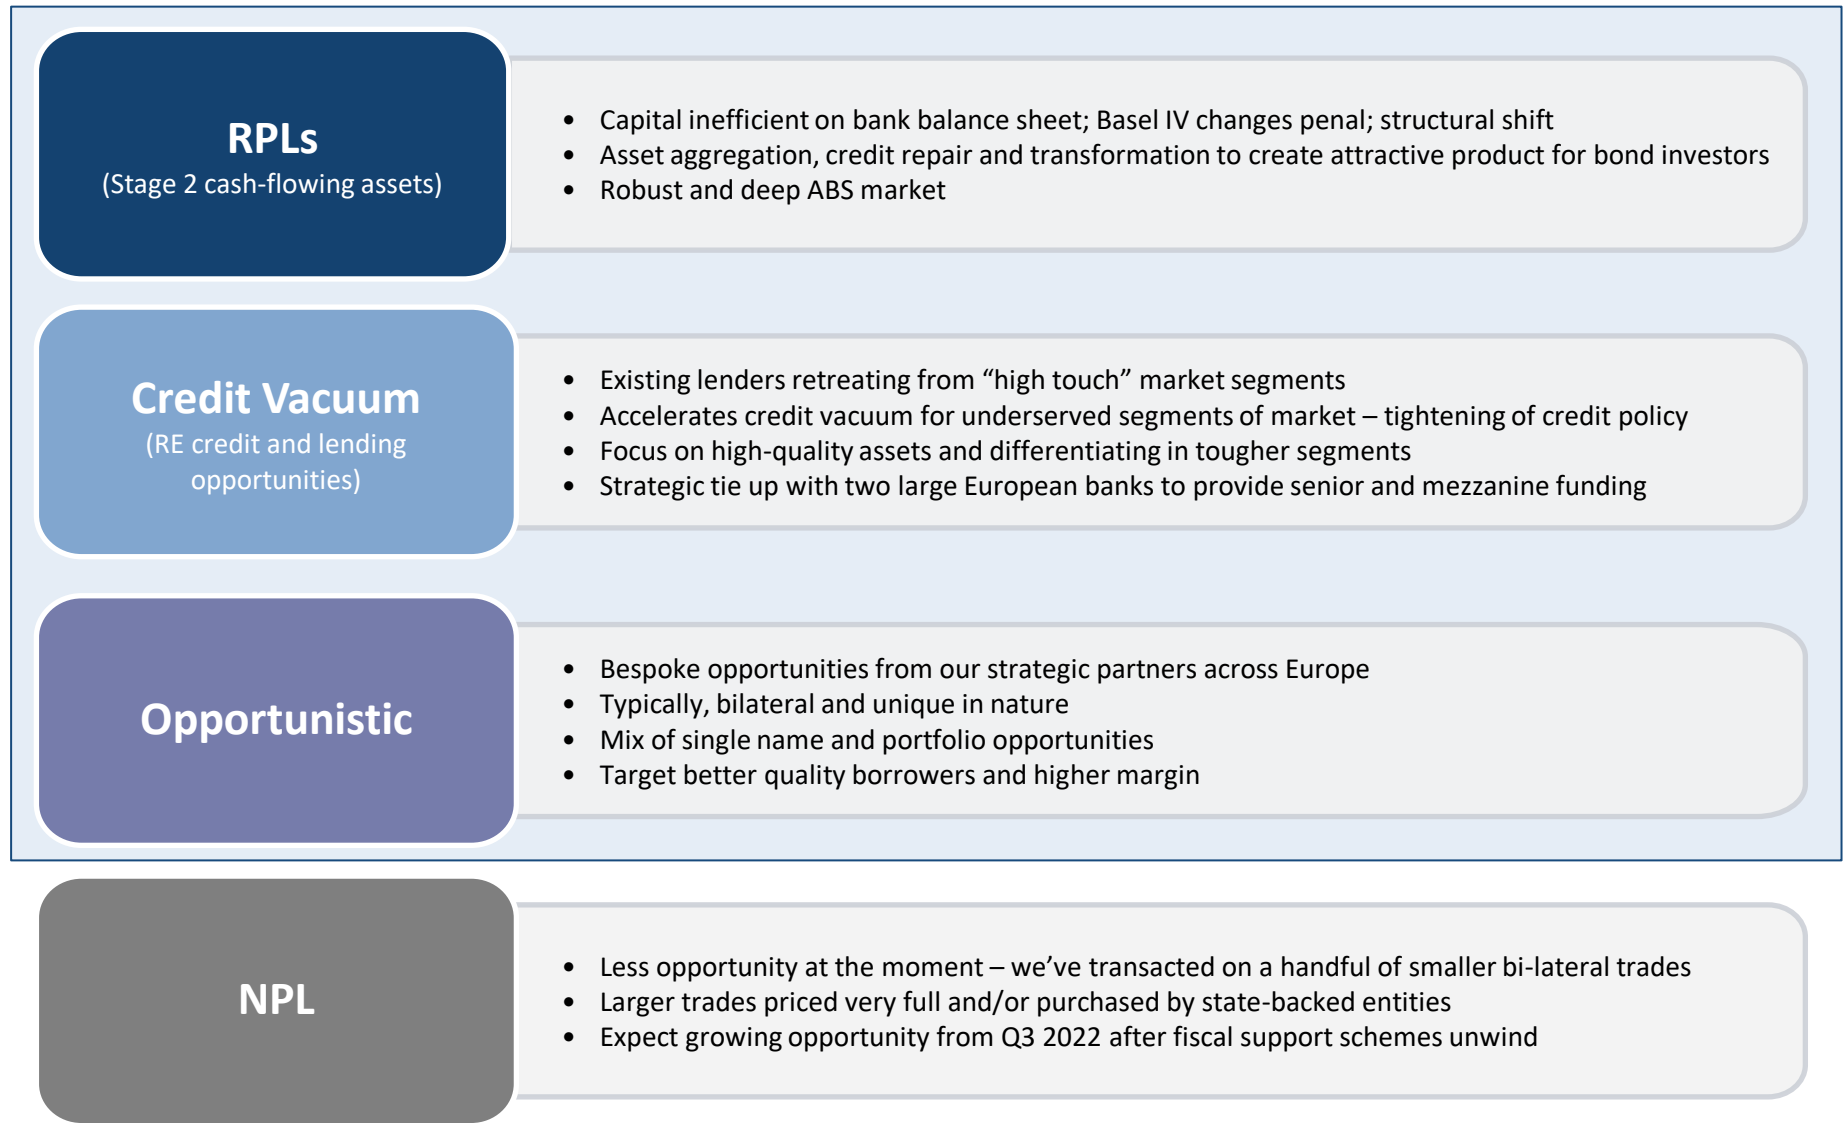 RPLs
(Stage 2 cash-flowing assets)
• Capital inefficient on bank balance sheet; Basel IV changes penal; structural shift
• Asset aggregation, credit repair and transformation to create attractive product for bond investors
• Robust and deep ABS market
Credit Vacuum
(RE credit and lending
opportunities)
• Existing lenders retreating from “high touch” market segments
• Accelerates credit vacuum for underserved segments of market – tightening of credit policy
• Focus on high-quality assets and differentiating in tougher segments
• Strategic tie up with two large European banks to provide senior and mezzanine funding
Opportunistic
• Bespoke opportunities from our strategic partners across Europe
• Typically, bilateral and unique in nature
• Mix of single name and portfolio opportunities
• Target better quality borrowers and higher margin
NPL
• Less opportunity at the moment – we’ve transacted on a handful of smaller bi-lateral trades
• Larger trades priced very full and/or purchased by state-backed entities
• Expect growing opportunity from Q3 2022 after fiscal support schemes unwind